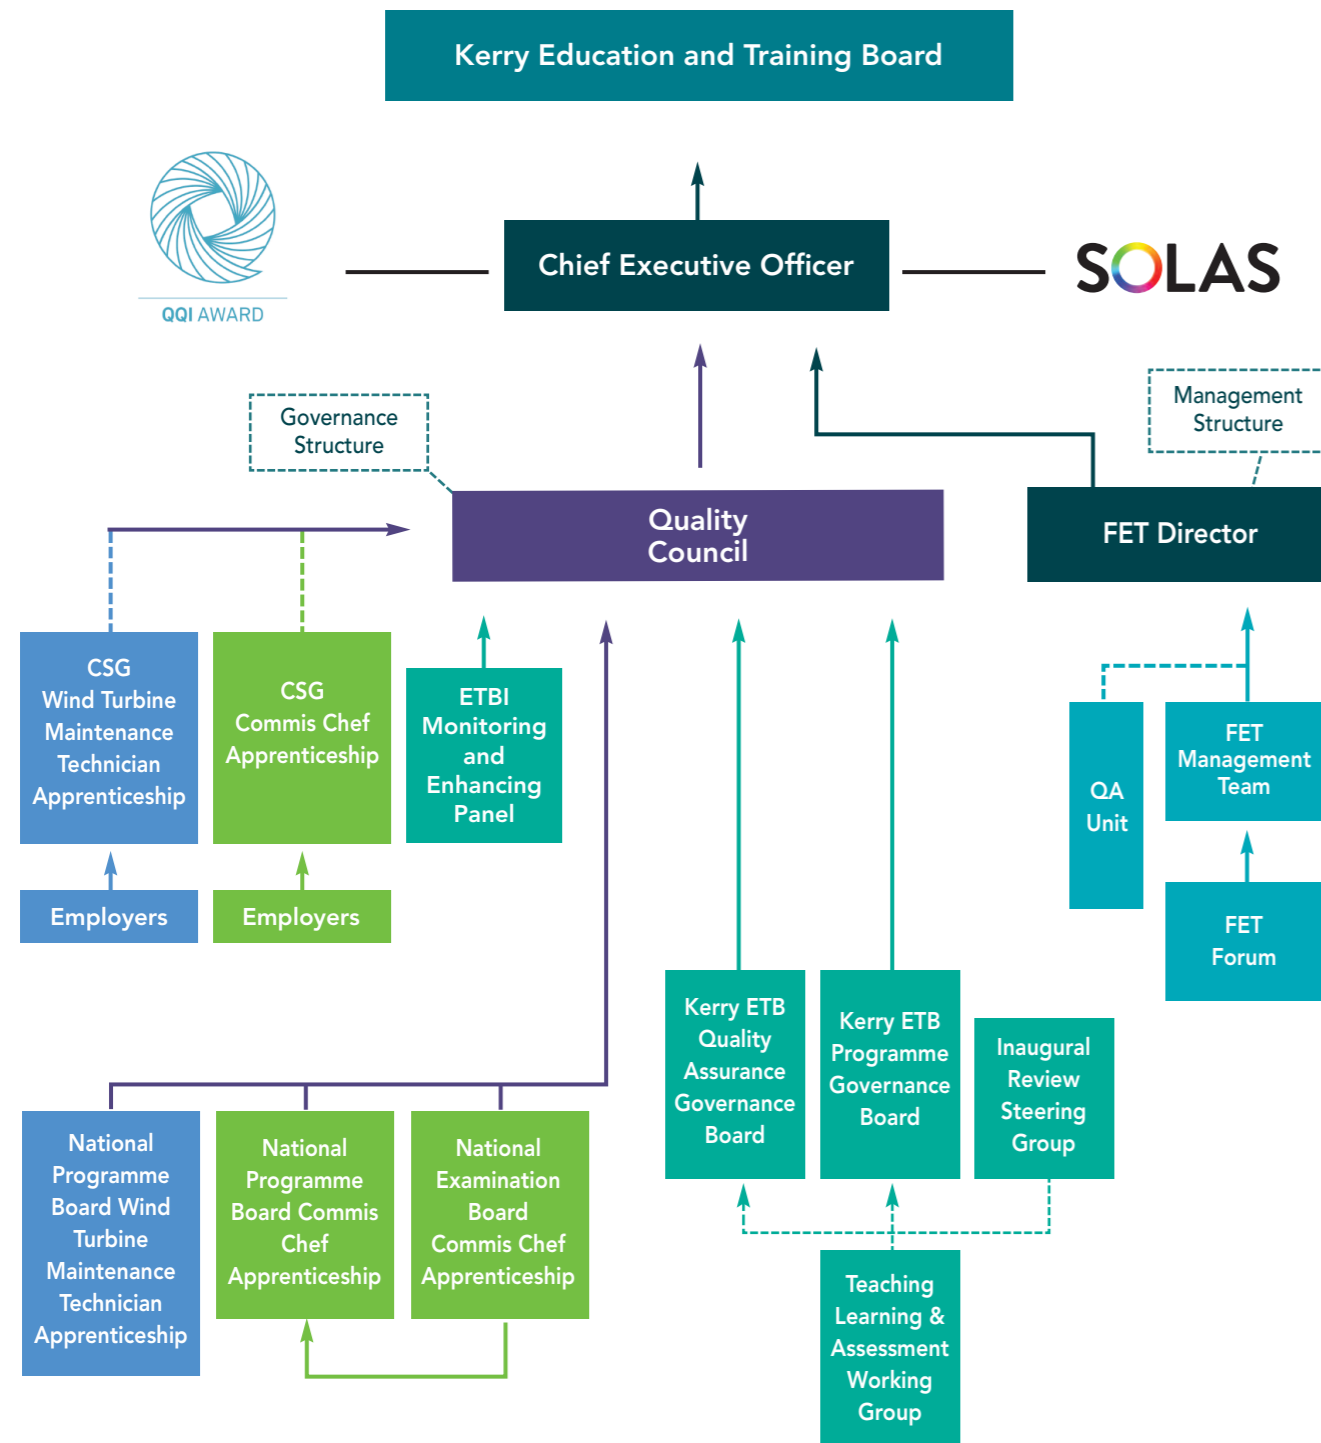 Kerry Education and Training Board
QQI AWARD
Chief Executive Officer
SOLAS
Governance
Structure
Management
Structure
Quality
Council
FET Director
CSG
Wind Turbine
Maintenance
Technician
Apprenticeship
CSG
Commis Chef
Apprenticeship
ETBI
Monitoring
and
Enhancing
Panel
QA
Unit
FET
Management
Team
Employers
Employers
FET
Forum
Kerry ETB
Quality
Assurance
Governance
Board
Kerry ETB
Programme
Governance
Board
Inaugural
Review
Steering
Group
National
Programme
Board Wind
Turbine
Maintenance
Technician
Apprenticeship
National
Programme
Board Commis
Chef
Apprenticeship
National
Examination
Board
Commis Chef
Apprenticeship
Teaching
Learning &
Assessment
Working
Group